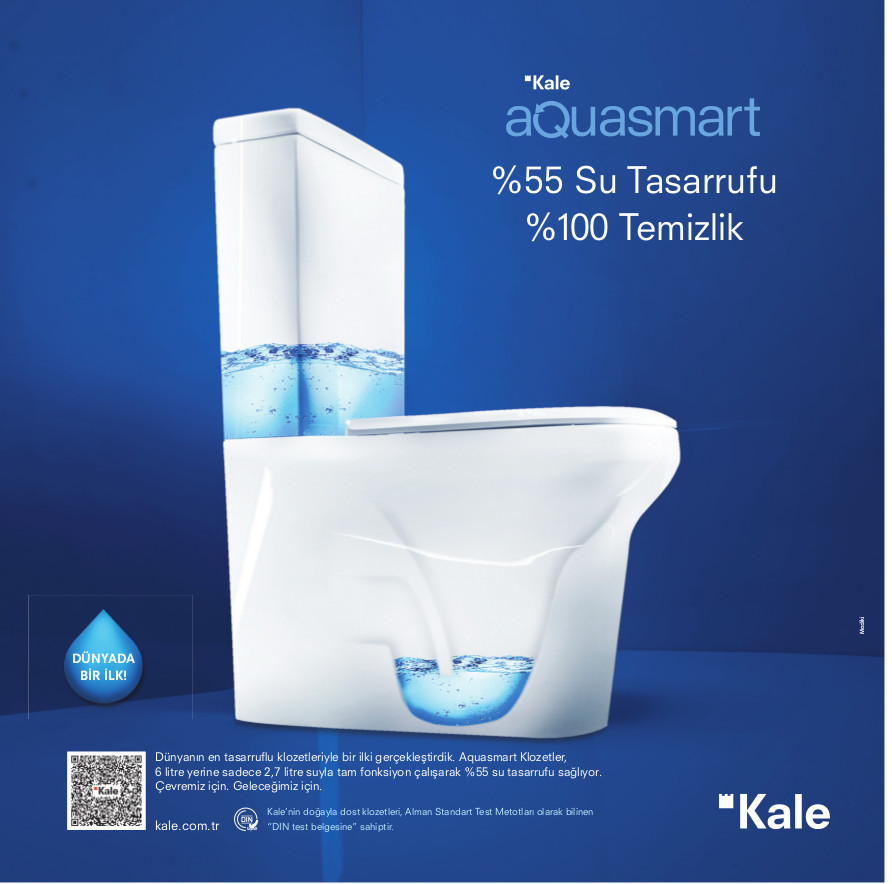 Kale
aquasmart
%55 Su Tasarrufu
%100 Temizlik
DÜNYADA
BİR İLK!
Dünyanın en tasarruflu klozetleriyle bir ilki gerçekleştirdik. Aquasmart Klozetler,
6 litre yerine sadece 2,7 litre suyla tam fonksiyon çalışarak %55 su tasarrufu sağlıyor.
Çevremiz için. Geleceğimiz için.
Kale
kale.com.tr
DIN
Kale’nin doğayla dost klozetleri, Alman Standart Test Metotları olarak bilinen
“DIN test belgesine” sahiptir.
Kale